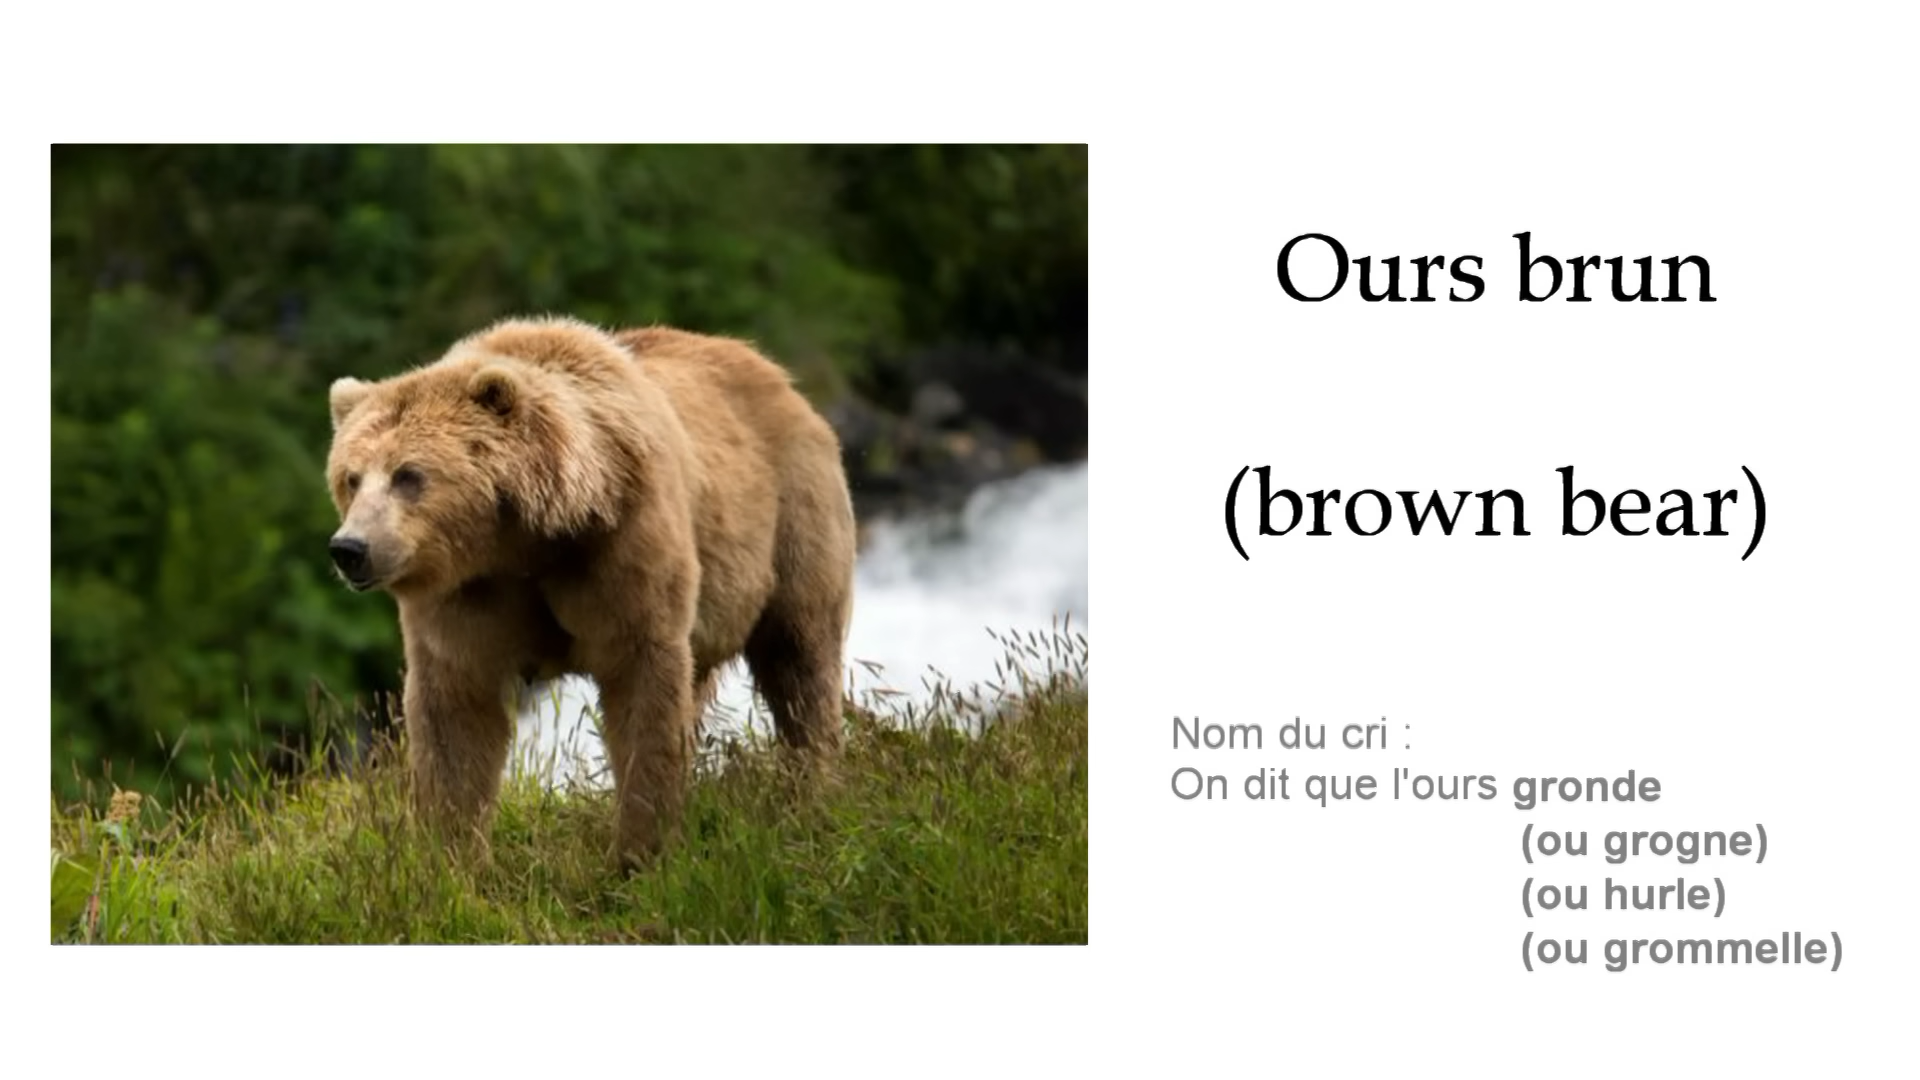 Ours brun
(brown bear)
Nom du cri :
On dit que l'ours gronde
(ou grogne)
(ou hurle)
(ou grommelle)